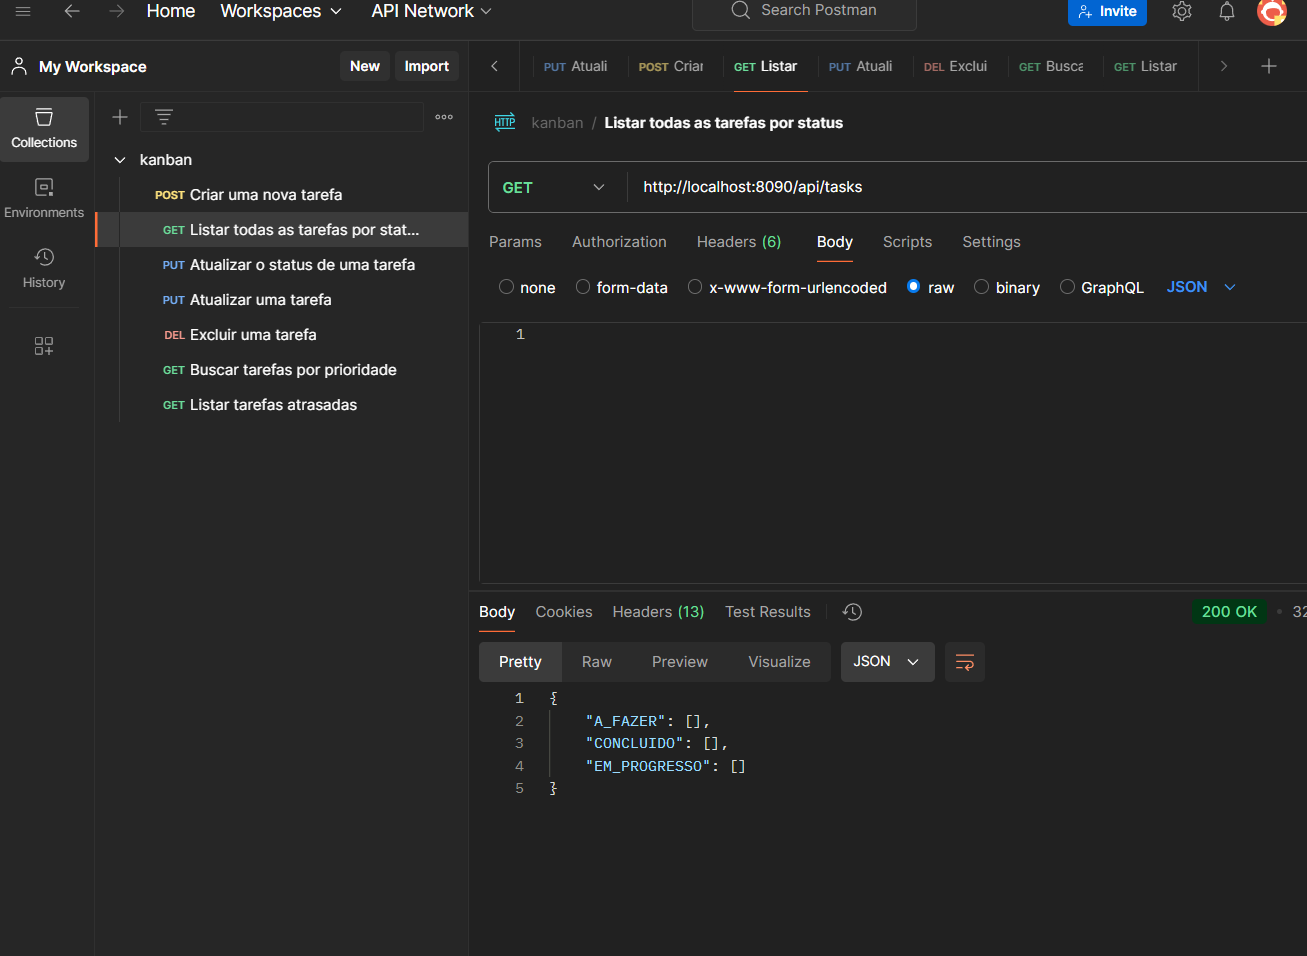 Home Workspaces API Network Search Postman Invite
My Workspace New Import PUT Atuali POST Criar GET Listar PUT Atuali DEL Exclui GET Busca GET Listar
Collections
Environments
History
kanban
POST Criar uma nova tarefa
GET Listar todas as tarefas por stat...
PUT Atualizar o status de uma tarefa
PUT Atualizar uma tarefa
DEL Excluir uma tarefa
GET Buscar tarefas por prioridade
GET Listar tarefas atrasadas
HTTP kanban / Listar todas as tarefas por status
GET http://localhost:8090/api/tasks
Params Authorization Headers (6) Body Scripts Settings
none form-data x-www-form-urlencoded raw binary GraphQL JSON
1
Body Cookies Headers (13) Test Results 200 OK • 32
Pretty Raw Preview Visualize JSON
1 {
2 "A_FAZER": [],
3 "CONCLUIDO": [],
4 "EM_PROGRESSO": []
5 }